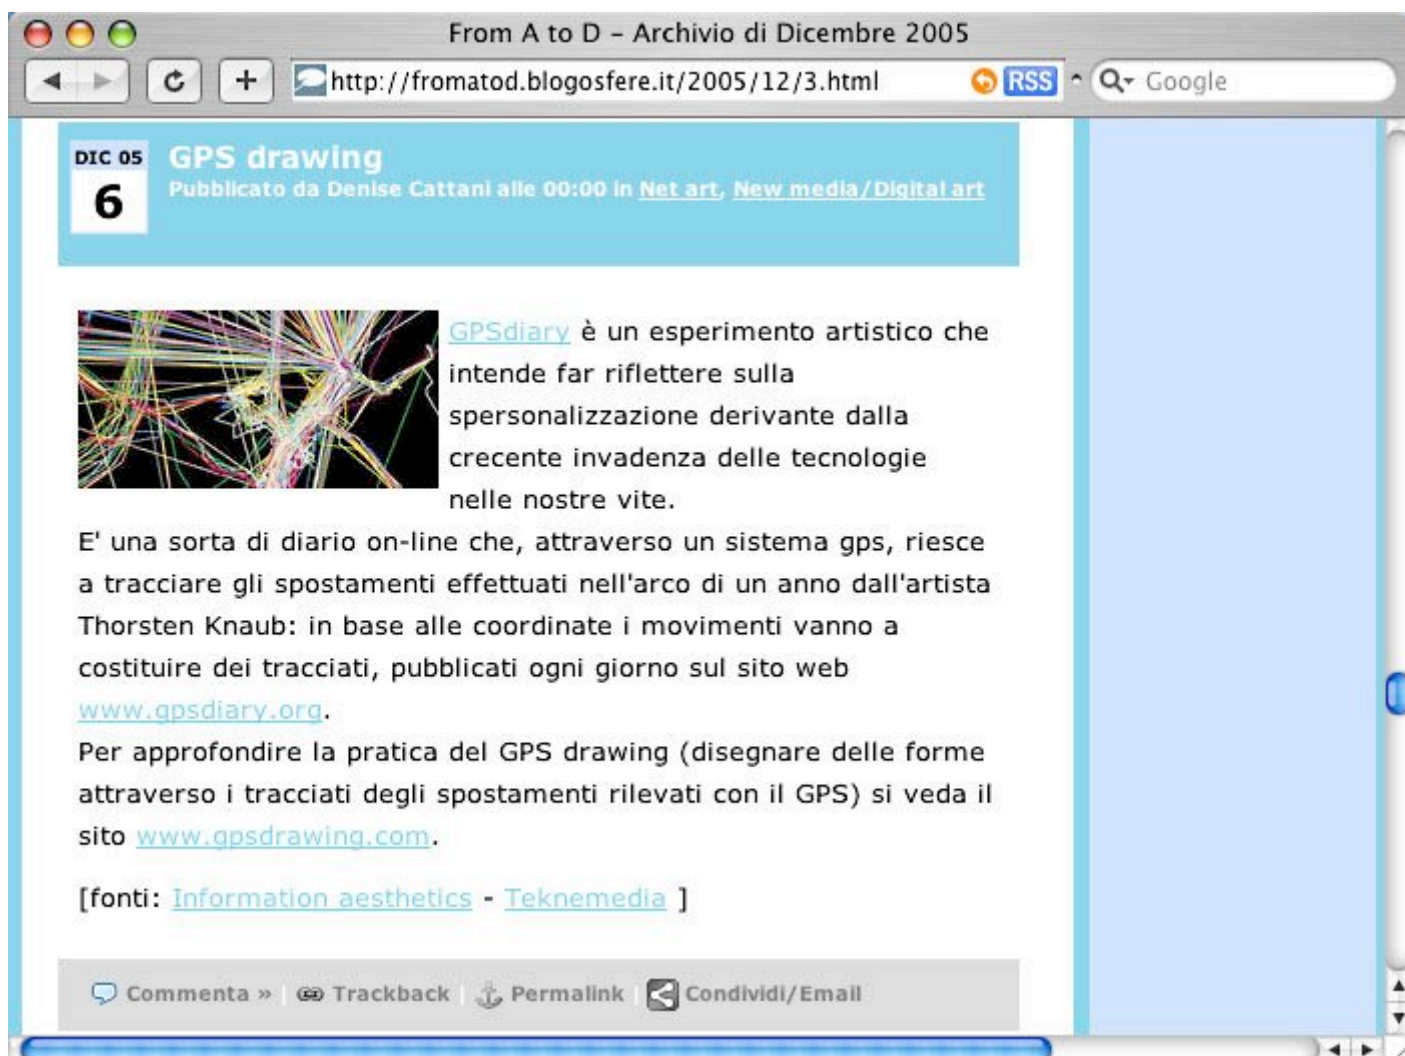 From A to D – Archivio di Dicembre 2005
http://fromatod.blogosfere.it/2005/12/3.html
RSS
Google
DIC 05
6
GPS drawing
Pubblicato da Denise Cattani alle 00:00 in Net art, New media/Digital art
GPSdiary è un esperimento artistico che
intende far riflettere sulla
spersonalizzazione derivante dalla
crecente invadenza delle tecnologie
nelle nostre vite.
E' una sorta di diario on-line che, attraverso un sistema gps, riesce
a tracciare gli spostamenti effettuati nell'arco di un anno dall'artista
Thorsten Knaub: in base alle coordinate i movimenti vanno a
costituire dei tracciati, pubblicati ogni giorno sul sito web
www.gpsdiary.org.
Per approfondire la pratica del GPS drawing (disegnare delle forme
attraverso i tracciati degli spostamenti rilevati con il GPS) si veda il
sito www.gpsdrawing.com.
[fonti: Information aesthetics - Teknemedia ]
Commenta » | Trackback | Permalink | Condividi/Email